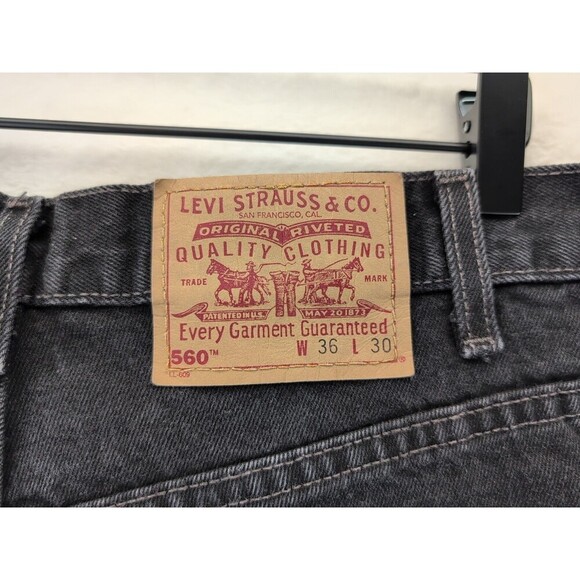 LEVI STRAUSS & CO.
SAN FRANCISCO, CAL.
ORIGINAL RIVETED
QUALITY CLOTHING
TRADE MARK
PATENTED IN U.S. MAY 20 1873
Every Garment Guaranteed
W 36 L 30
560™